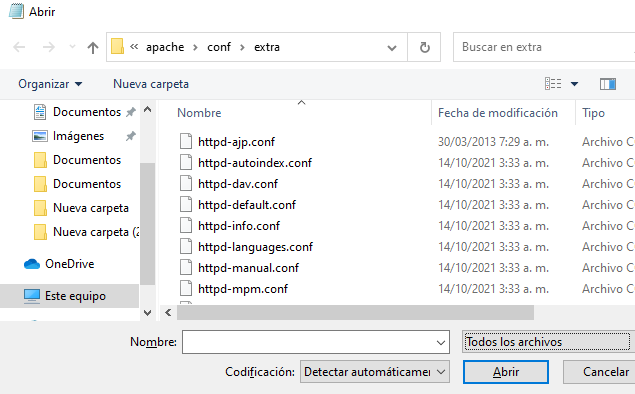 Abrir
« apache › conf › extra
Buscar en extra
Organizar
Nueva carpeta
Documentos
Imágenes
Documentos
Documentos
Nueva carpeta
Nueva carpeta (2
OneDrive
Este equipo
Nombre Fecha de modificación Tipo
httpd-ajp.conf 30/03/2013 7:29 a. m. Archivo C
httpd-autoindex.conf 14/10/2021 3:33 a. m. Archivo C
httpd-dav.conf 14/10/2021 3:33 a. m. Archivo C
httpd-default.conf 14/10/2021 3:33 a. m. Archivo C
httpd-info.conf 14/10/2021 3:33 a. m. Archivo C
httpd-languages.conf 14/10/2021 3:33 a. m. Archivo C
httpd-manual.conf 14/10/2021 3:33 a. m. Archivo C
httpd-mpm.conf 14/10/2021 3:33 a. m. Archivo C
Nombre:
Todos los archivos
Codificación: Detectar automáticamen
Abrir
Cancelar